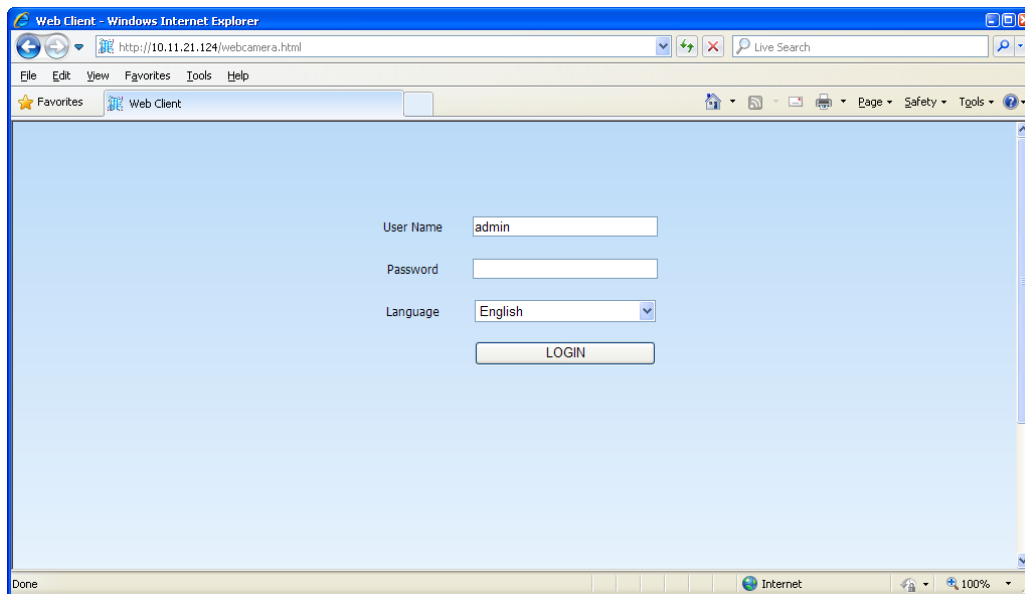 Web Client - Windows Internet Explorer
http://10.11.21.124/webcamera.html
Live Search
File Edit View Favorites Tools Help
Favorites Web Client Page Safety Tools
User Name admin
Password
Language English
LOGIN
Done Internet 100%